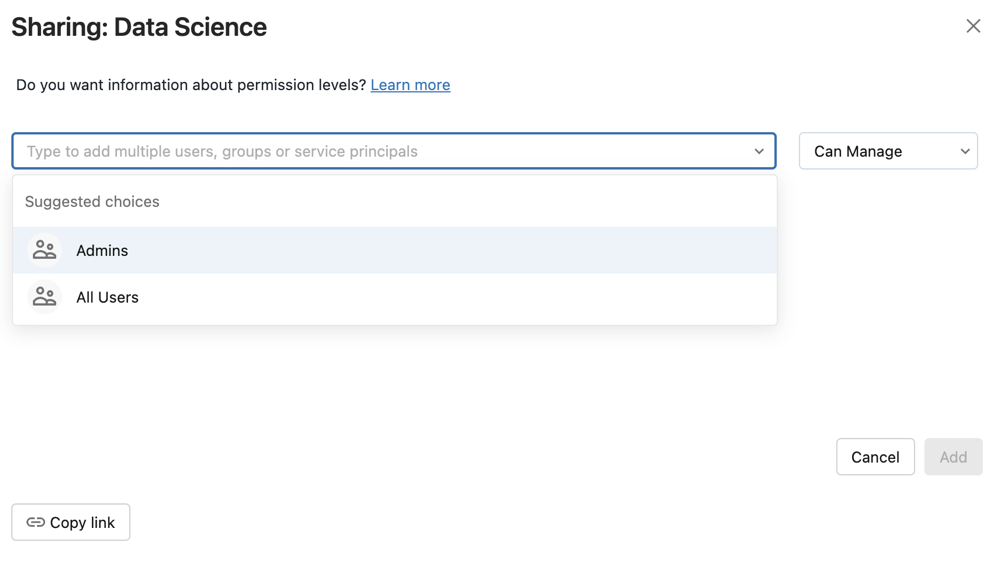 Sharing: Data Science
Do you want information about permission levels? Learn more
Type to add multiple users, groups or service principals
Can Manage
Suggested choices
Admins
All Users
Cancel
Add
Copy link